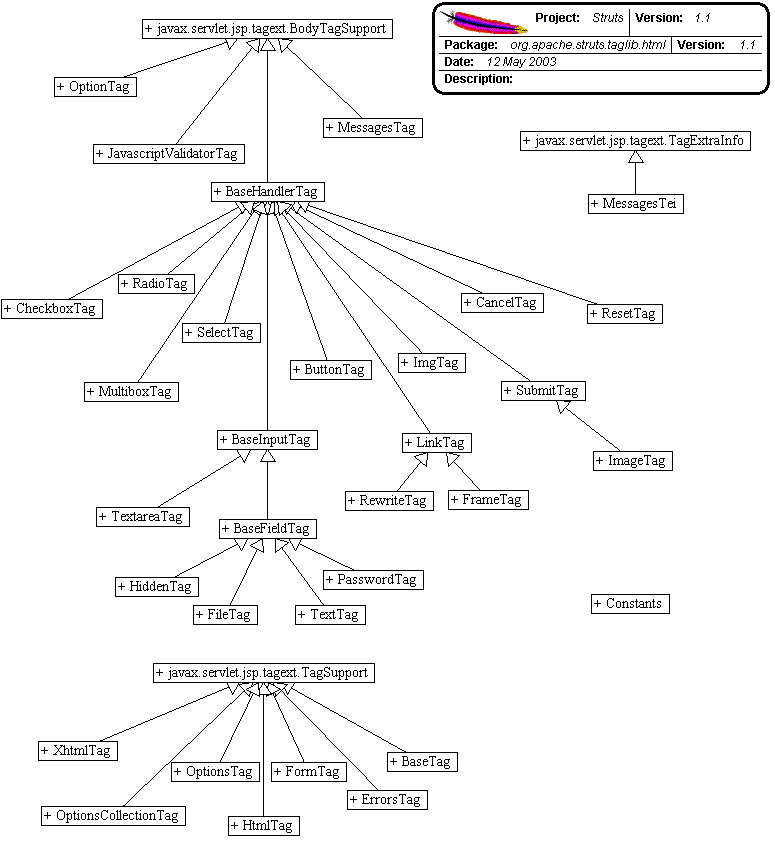 Project: Struts Version: 1.1
Package: org.apache.struts.taglib.html Version: 1.1
Date: 12 May 2003
Description:
+ javax.servlet.jsp.tagext.BodyTagSupport
+ OptionTag
+ MessagesTag
+ JavascriptValidatorTag
+ javax.servlet.jsp.tagext.TagExtraInfo
+ BaseHandlerTag
+ MessagesTei
+ RadioTag
+ CheckboxTag
+ CancelTag
+ ResetTag
+ SelectTag
+ ButtonTag
+ ImgTag
+ MultiboxTag
+ SubmitTag
+ BaseInputTag
+ LinkTag
+ ImageTag
+ RewriteTag
+ FrameTag
+ TextareaTag
+ BaseFieldTag
+ HiddenTag
+ PasswordTag
+ FileTag
+ TextTag
+ Constants
+ javax.servlet.jsp.tagext.TagSupport
+ XhtmlTag
+ OptionsTag
+ FormTag
+ BaseTag
+ ErrorsTag
+ OptionsCollectionTag
+ HtmlTag